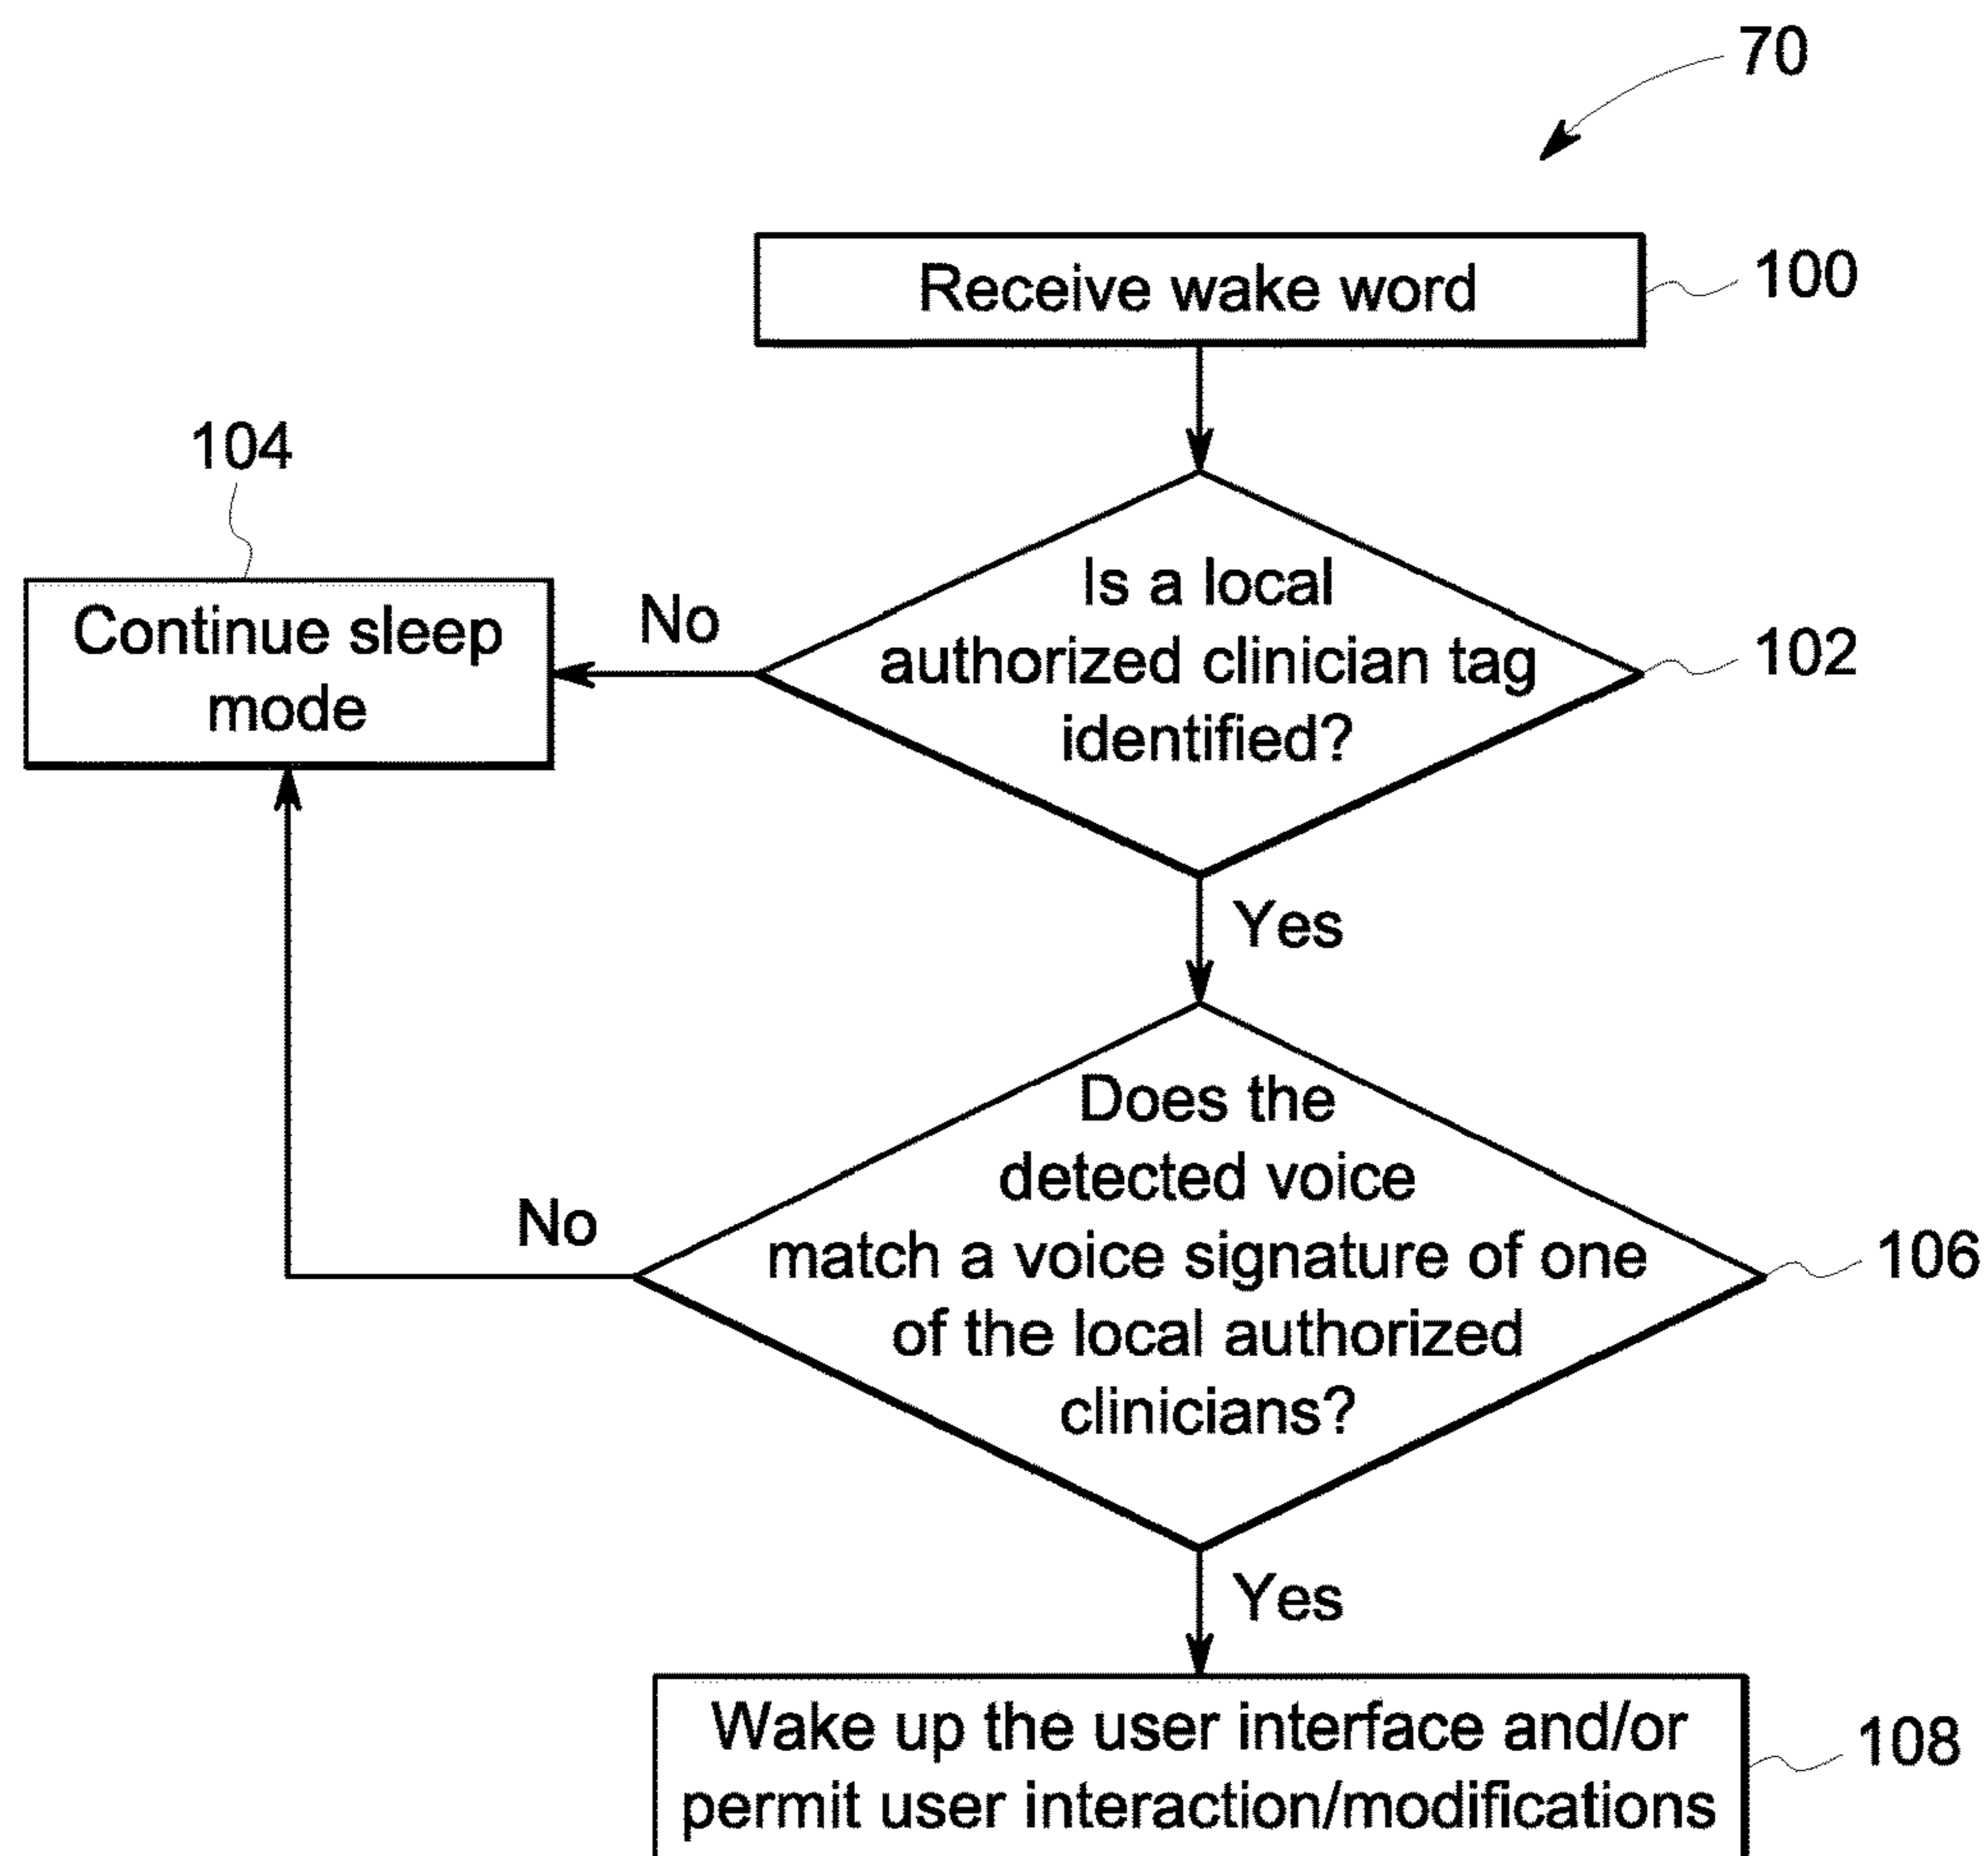 70
Receive wake word
100
104
Continue sleep
mode
No
Is a local
authorized clinician tag
identified?
102
Yes
Does the
detected voice
match a voice signature of one
of the local authorized
clinicians?
106
No
Yes
Wake up the user interface and/or
permit user interaction/modifications
108